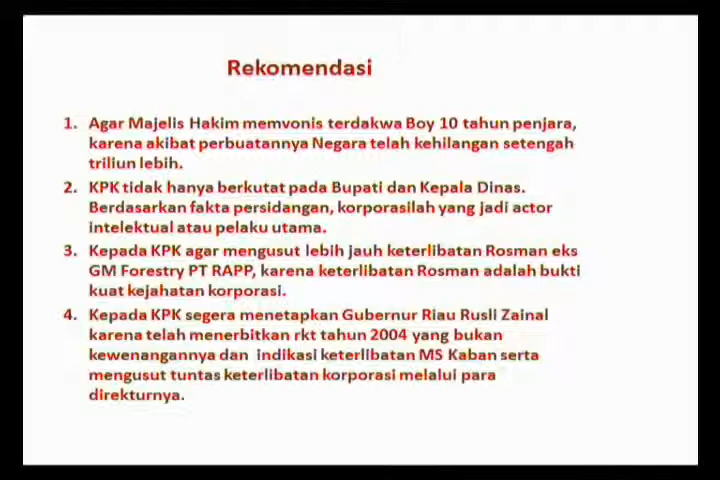 Rekomendasi
1. Agar Majelis Hakim memvonis terdakwa Boy 10 tahun penjara,
karena akibat perbuatannya Negara telah kehilangan setengah
triliun lebih.
2. KPK tidak hanya berkutat pada Bupati dan Kepala Dinas.
Berdasarkan fakta persidangan, korporasilah yang jadi actor
intelektual atau pelaku utama.
3. Kepada KPK agar mengusut lebih jauh keterlibatan Rosman eks
GM Forestry PT RAPP, karena keterlibatan Rosman adalah bukti
kuat kejahatan korporasi.
4. Kepada KPK segera menetapkan Gubernur Riau Rusli Zainal
karena telah menerbitkan rkt tahun 2004 yang bukan
kewenangannya dan indikasi keterlibatan MS Kaban serta
mengusut tuntas keterlibatan korporasi melalui para
direkturnya.